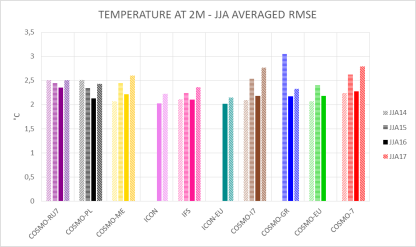 TEMPERATURE AT 2M - JJA AVERAGED RMSE
3,5
3
2,5
2
1,5
1
0,5
0
°C
COSMO-RU7
COSMO-PL
COSMO-ME
ICON
IFS
ICON-EU
COSMO-I7
COSMO-GR
COSMO-EU
COSMO-7
JJA14
JJA15
JJA16
JJA17